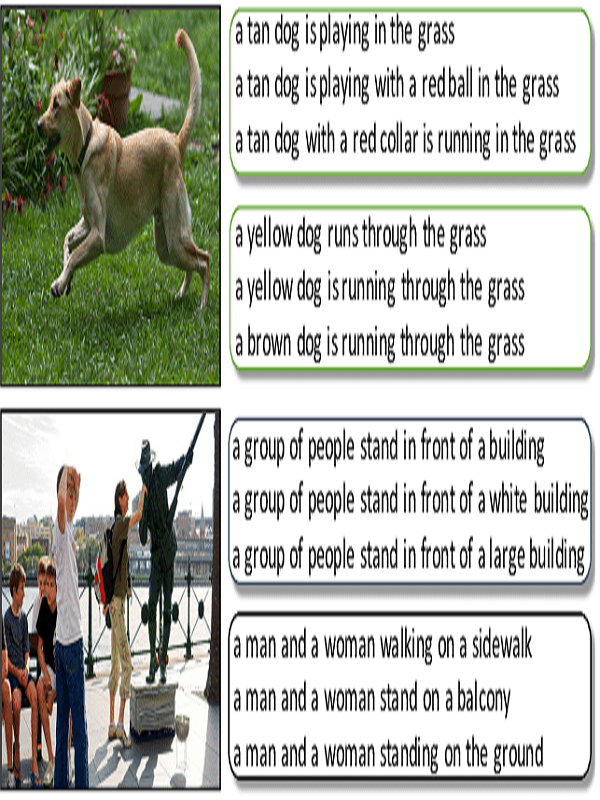 a tan dog is playing in the grass
a tan dog is playing with a red ball in the grass
a tan dog with a red collar is running in the grass
a yellow dog runs through the grass
a yellow dog is running through the grass
a brown dog is running through the grass
a group of people stand in front of a building
a group of people stand in front of a white building
a group of people stand in front of a large building
a man and a woman walking on a sidewalk
a man and a woman stand on a balcony
a man and a woman standing on the ground